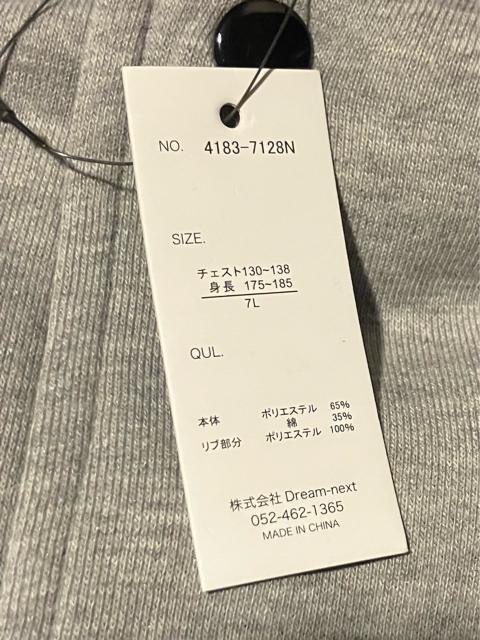 NO. 4183-7128N
SIZE.
チェスト130~138
身長 175~185
7L
QUL.
本体 ポリエステル 65%
綿 35%
リブ部分 ポリエステル 100%
株式会社 Dream-next
052-462-1365
MADE IN CHINA